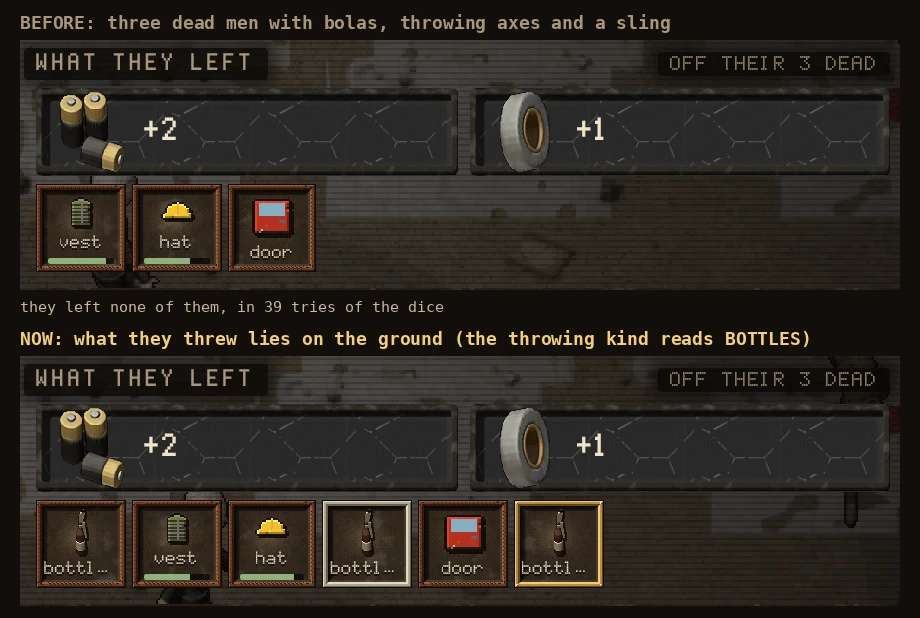 BEFORE: three dead men with bolas, throwing axes and a sling
WHAT THEY LEFT
OFF THEIR 3 DEAD
+2
+1
vest
hat
door
they left none of them, in 39 tries of the dice
NOW: what they threw lies on the ground (the throwing kind reads BOTTLES)
WHAT THEY LEFT
OFF THEIR 3 DEAD
+2
+1
bottl…
vest
hat
bottl…
door
bottl…